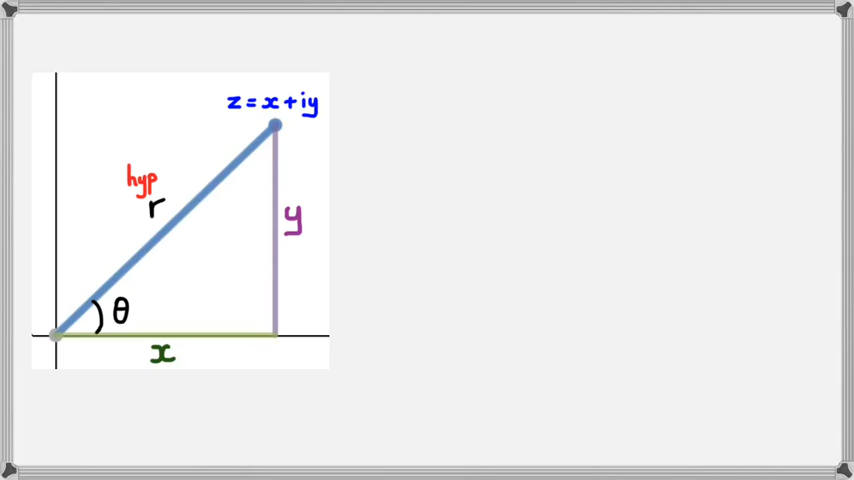 z = x + iy
hyp
r
y
θ
x